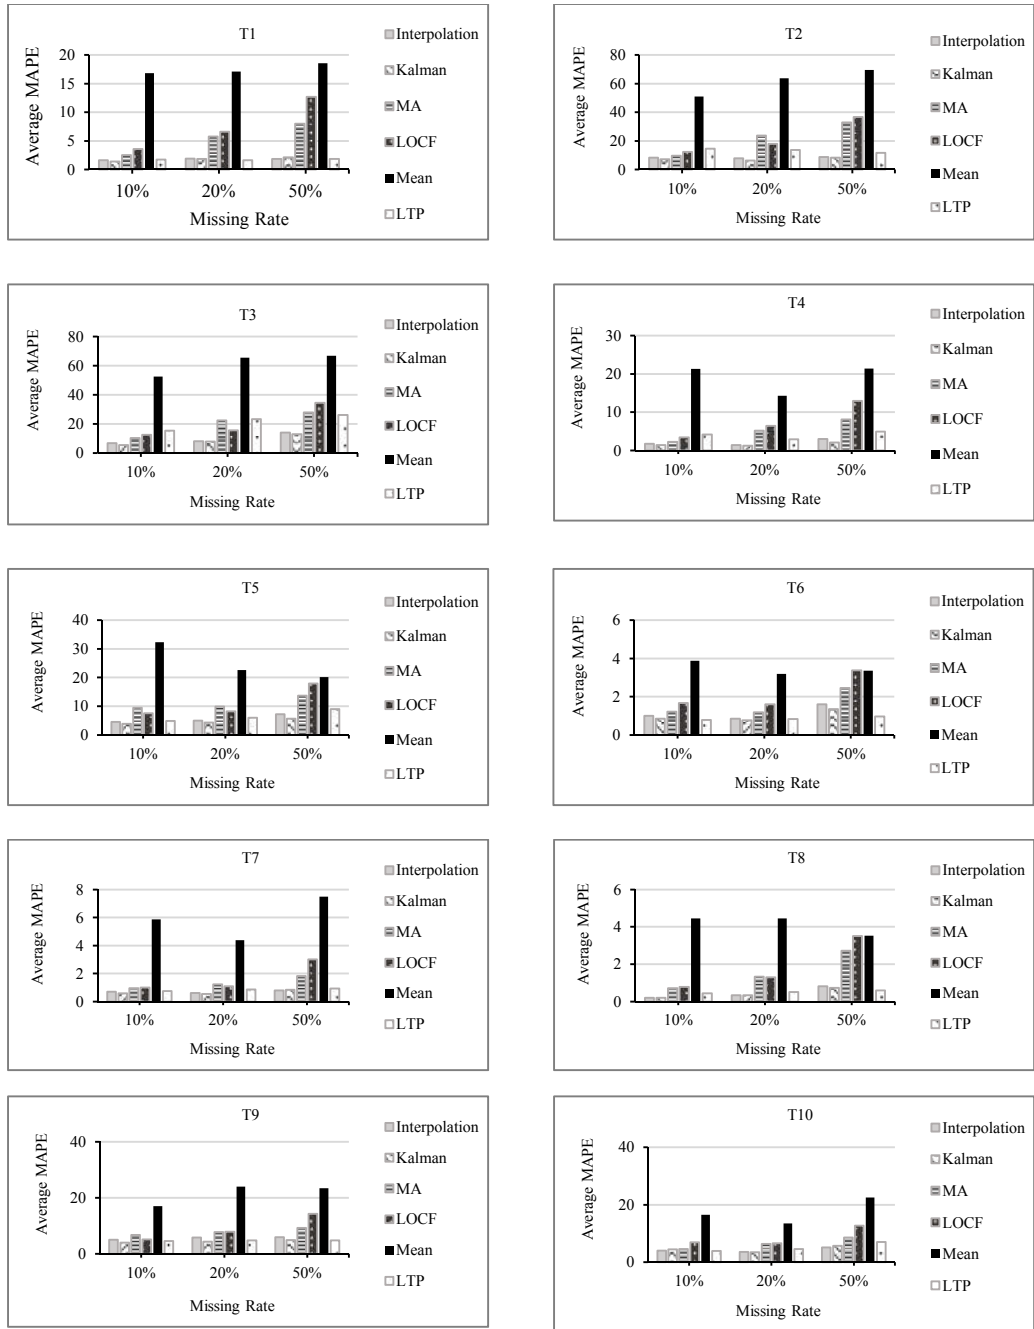 T1
Average MAPE
20
15
10
5
0
10% 20% 50%
Missing Rate
Interpolation
Kalman
MA
LOCF
Mean
LTP
T2
Average MAPE
80
60
40
20
0
10% 20% 50%
Missing Rate
Interpolation
Kalman
MA
LOCF
Mean
LTP
T3
Average MAPE
80
60
40
20
0
10% 20% 50%
Missing Rate
Interpolation
Kalman
MA
LOCF
Mean
LTP
T4
Average MAPE
30
20
10
0
10% 20% 50%
Missing Rate
Interpolation
Kalman
MA
LOCF
Mean
LTP
T5
Average MAPE
40
30
20
10
0
10% 20% 50%
Missing Rate
Interpolation
Kalman
MA
LOCF
Mean
LTP
T6
Average MAPE
6
4
2
0
10% 20% 50%
Missing Rate
Interpolation
Kalman
MA
LOCF
Mean
LTP
T7
Average MAPE
8
6
4
2
0
10% 20% 50%
Missing Rate
Interpolation
Kalman
MA
LOCF
Mean
LTP
T8
Average MAPE
6
4
2
0
10% 20% 50%
Missing Rate
Interpolation
Kalman
MA
LOCF
Mean
LTP
T9
Average MAPE
40
20
0
10% 20% 50%
Missing Rate
Interpolation
Kalman
MA
LOCF
Mean
LTP
T10
Average MAPE
40
20
0
10% 20% 50%
Missing Rate
Interpolation
Kalman
MA
LOCF
Mean
LTP